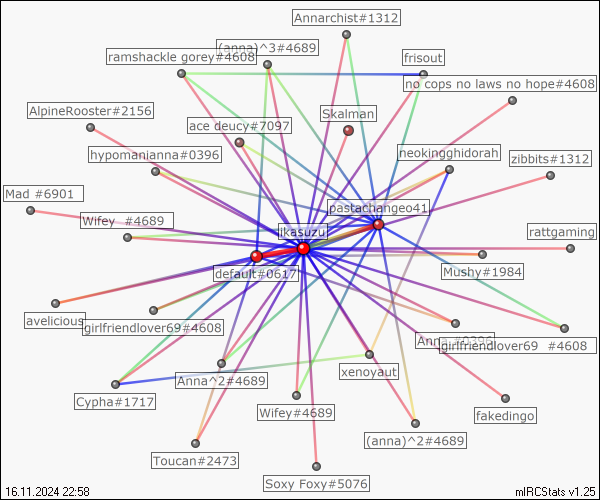 Annarchist#1312
(anna)^3#4689
ramshackle gorey#4608
frisout
no cops no laws no hope#4608
AlpineRooster#2156
Skalman
ace deucy#7097
hypomanianna#0396
neokingghidorah
zibbits#1312
Mad #6901
pastachangeo41
Wifey #4689
ikasuzu
rattgaming
default#0617
Mushy#1984
avelicious
girlfriendlover69#4608
Anna #0396
girlfriendlover69 #4608
xenoyaut
Anna^2#4689
Cypha#1717
Wifey#4689
fakedingo
(anna)^2#4689
Toucan#2473
Soxy Foxy#5076
16.11.2024 22:58
mIRCStats v1.25